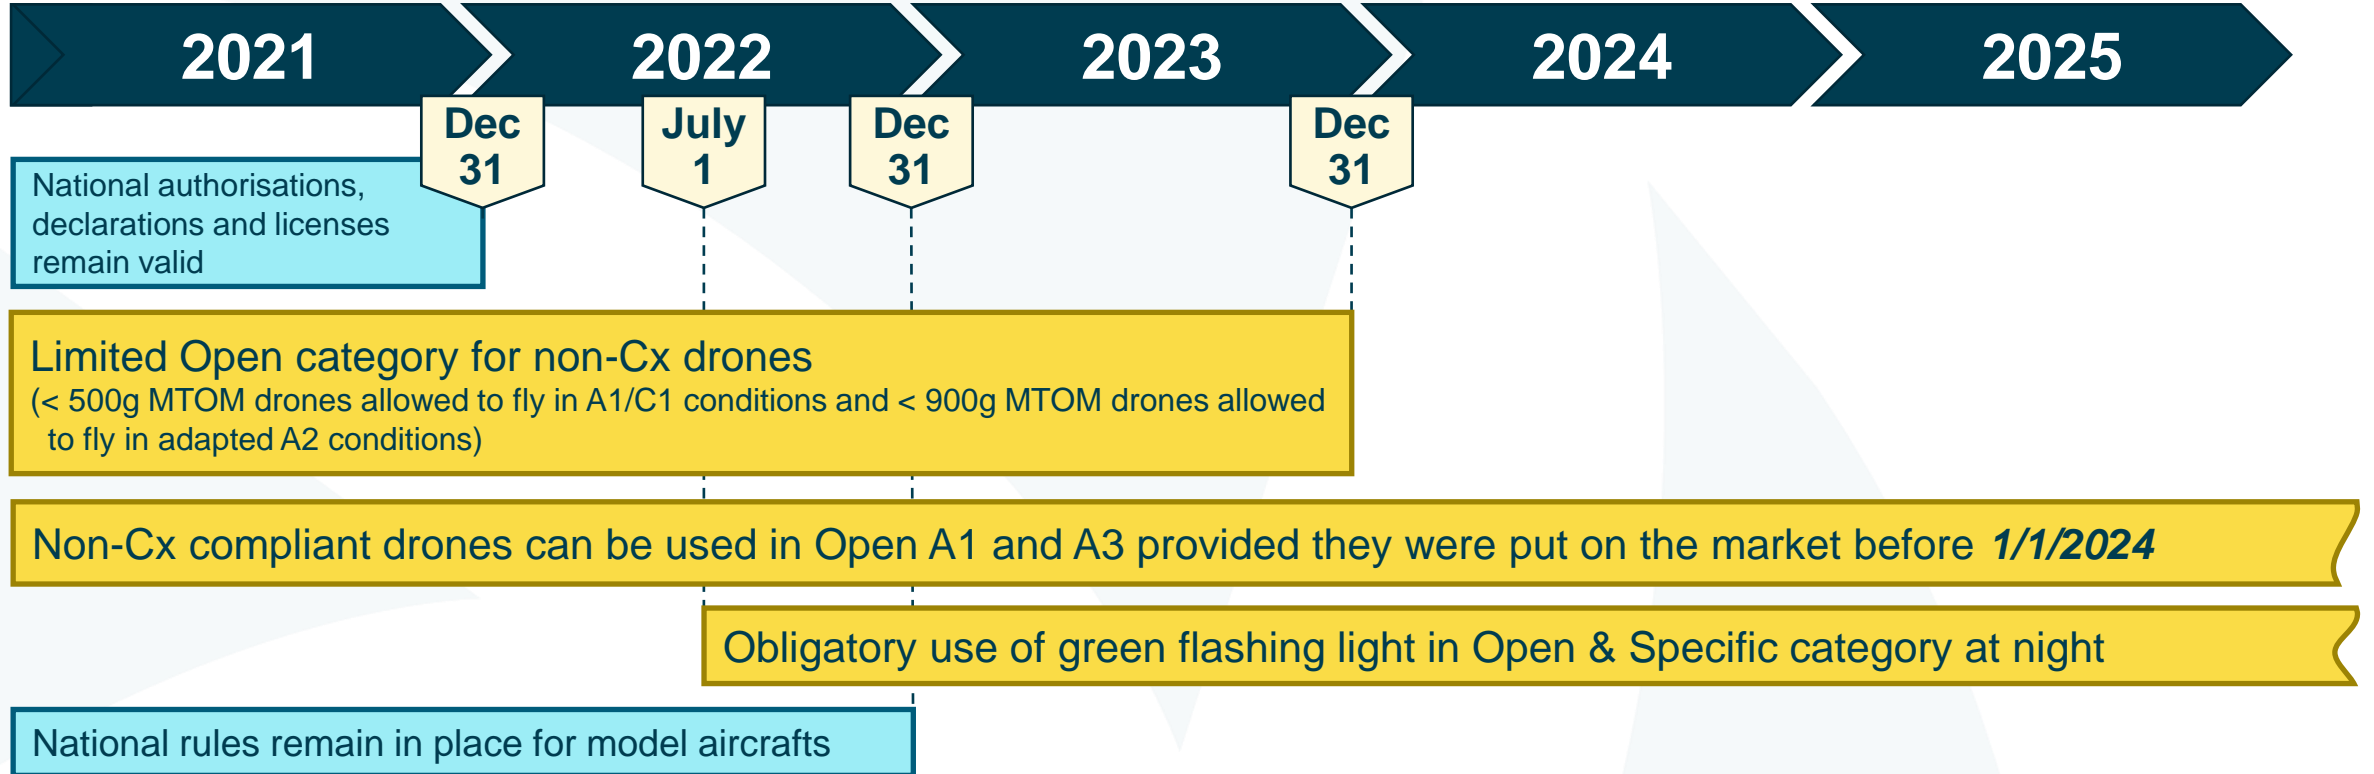 2021
2022
2023
2024
2025
Dec
31
July
1
Dec
31
Dec
31
National authorisations,
declarations and licenses
remain valid
Limited Open category for non-Cx drones
(< 500g MTOM drones allowed to fly in A1/C1 conditions and < 900g MTOM drones allowed
to fly in adapted A2 conditions)
Non-Cx compliant drones can be used in Open A1 and A3 provided they were put on the market before 1/1/2024
Obligatory use of green flashing light in Open & Specific category at night
National rules remain in place for model aircrafts